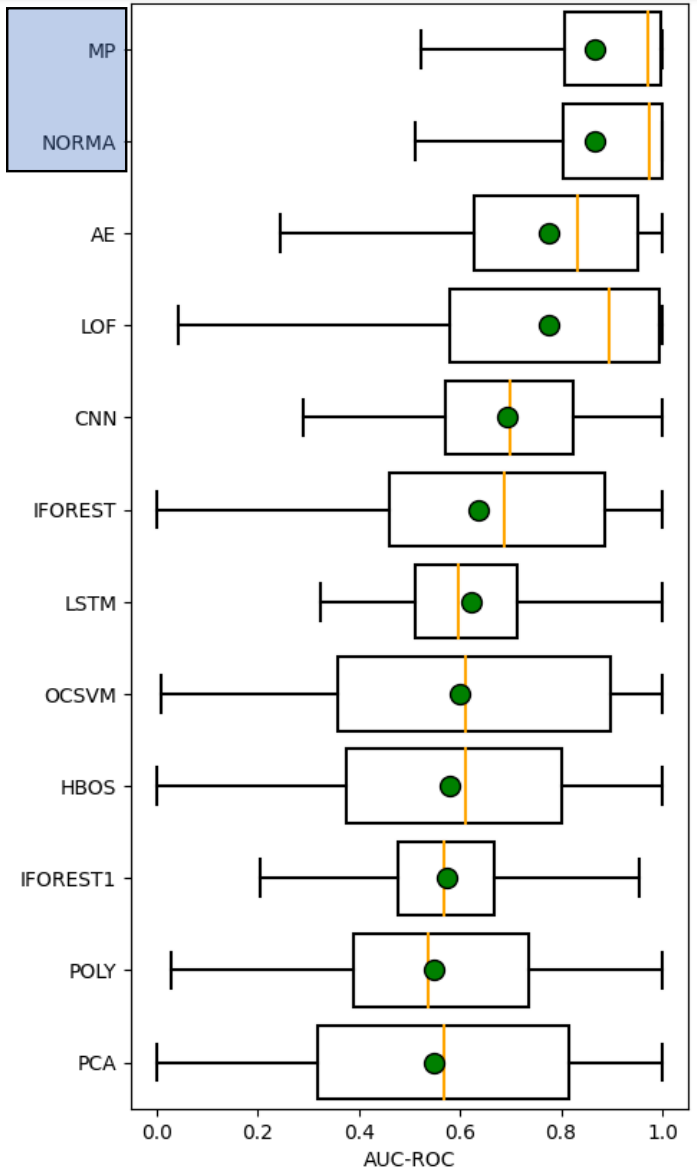 MP
NORMA
AE
LOF
CNN
IFOREST
LSTM
OCSVM
HBOS
IFOREST1
POLY
PCA
0.0 0.2 0.4 0.6 0.8 1.0
AUC-ROC